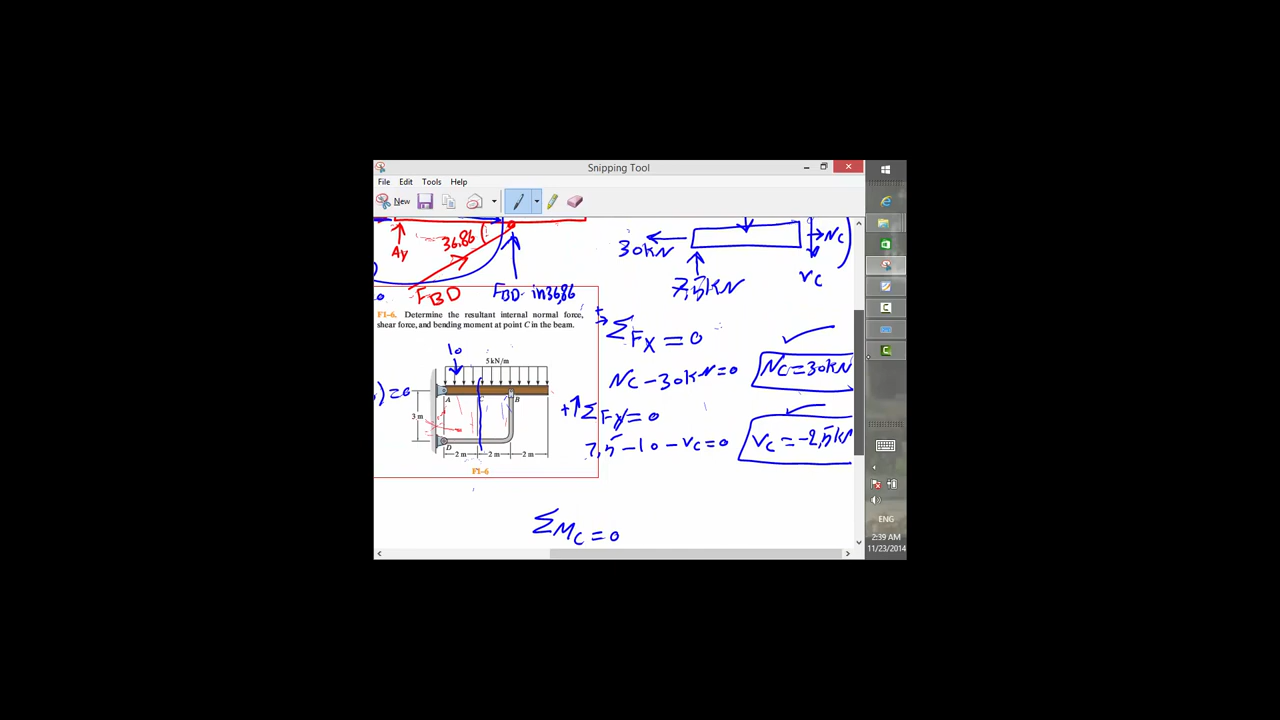 Snipping Tool
File Edit Tools Help
New
Ay
36.86
FBD
FBD. in 36,86
30kN
Nc
7,5kN
Vc
F1-6. Determine the resultant internal normal force,
shear force, and bending moment at point C in the beam.
10
5 kN/m
)=0
A
C
B
3 m
D
2 m 2 m 2 m
F1-6
+→ ΣFx = 0
Nc - 30kN = 0
Nc = 30kN
+↑ ΣFy = 0
7,5 - 10 - Vc = 0
Vc = -2,5kN
ΣMc = 0
ENG
2:39 AM
11/23/2014